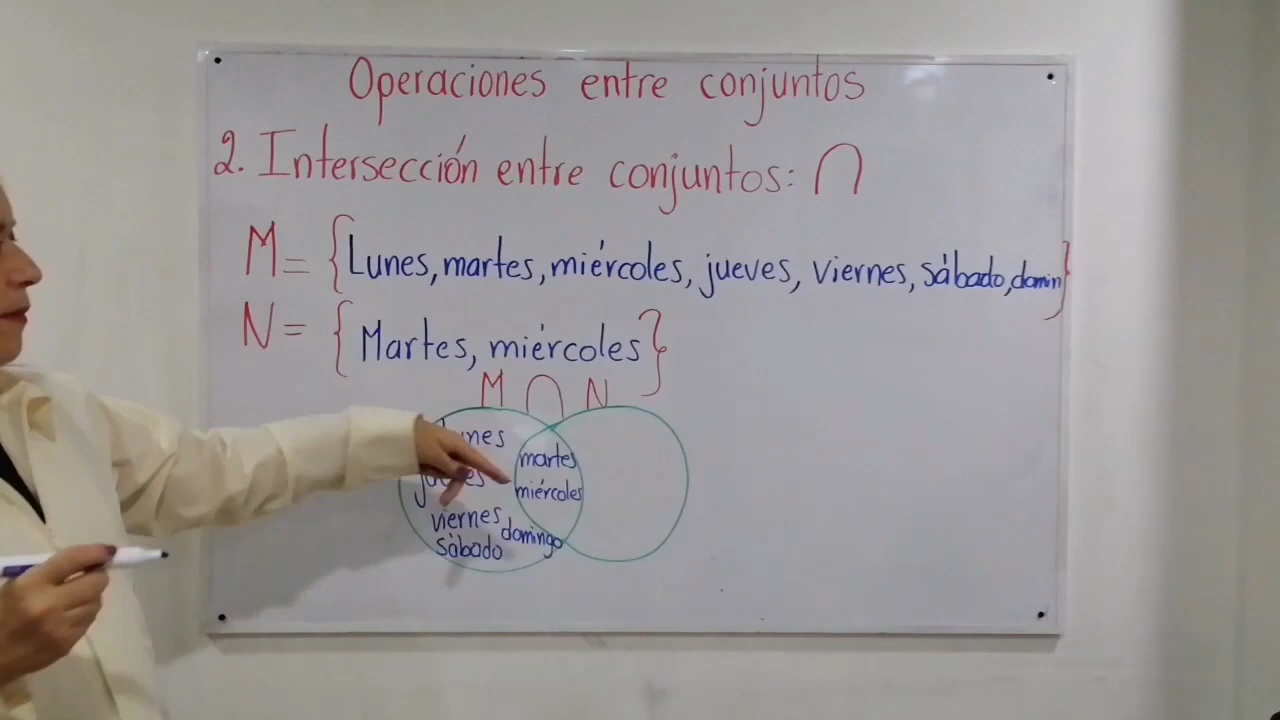 Operaciones entre conjuntos
2. Intersección entre conjuntos: ∩
M = {Lunes, martes, miércoles, jueves, viernes, sábado, domin}
N = {Martes, miércoles}
M ∩ N
martes
miércoles
viernes
domingo
sábado